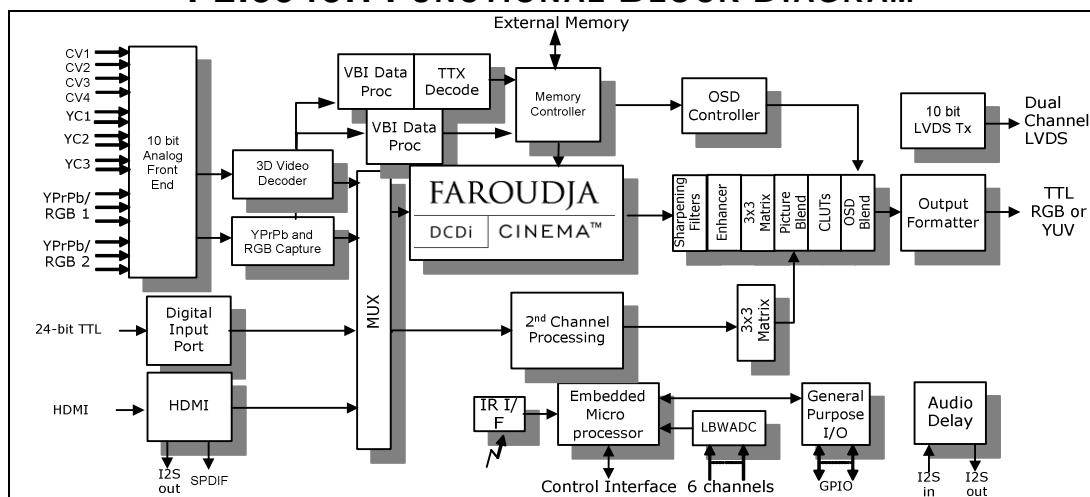 External Memory
CV1
CV2
CV3
CV4
YC1
YC2
YC3
YPrPb/
RGB 1
YPrPb/
RGB 2
10 bit
Analog
Front
End
VBI Data
Proc
TTX
Decode
VBI Data
Proc
Memory
Controller
OSD
Controller
10 bit
LVDS Tx
Dual
Channel
LVDS
3D Video
Decoder
YPrPb and
RGB Capture
FAROUDJA
DCDi
CINEMA™
Sharpening
Filters
Enhancer
3x3
Matrix
Picture
Blend
CLUTs
OSD
Blend
Output
Formatter
TTL
RGB or
YUV
MUX
24-bit TTL
Digital
Input
Port
2nd Channel
Processing
3x3
Matrix
HDMI
HDMI
I2S
out
SPDIF
IR I/
F
Embedded
Micro
processor
LBWADC
General
Purpose
I/O
Audio
Delay
Control Interface
6 channels
GPIO
I2S
in
I2S
out